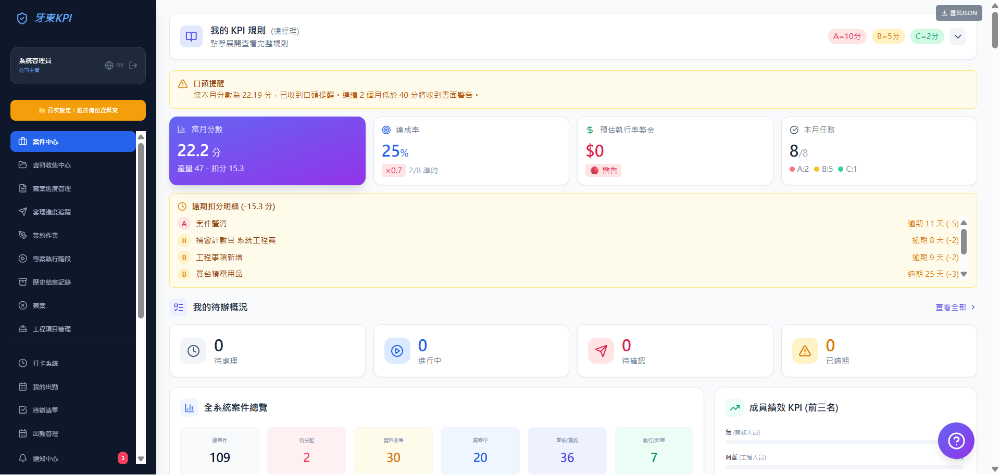 牙東KPI
系統管理員
公司主管
EN
首次設定：選擇備份資料夾
案件中心
資料收集中心
寫案進度管理
審理進度追蹤
簽約作業
專案執行階段
歷史結案記錄
棄案
工程項目管理
打卡系統
我的出勤
待辦清單
出勤管理
通知中心
3
匯出JSON
我的 KPI 規則 (總經理)
點擊展開查看完整規則
A=10分
B=5分
C=2分
口頭提醒
您本月分數為 22.19 分，已收到口頭提醒。連續 2 個月低於 40 分將收到書面警告。
當月分數
22.2 分
產量 47 - 扣分 15.3
達成率
25%
×0.7 2/8 準時
預估執行率獎金
$0
警告
本月任務
8/8
A:2 B:5 C:1
逾期扣分明細 (-15.3 分)
A 案件釐清 逾期 11 天 (-5)
B 補會計數目 系統工程案 逾期 8 天 (-2)
B 工程事項新增 逾期 9 天 (-2)
B 買台積電用品 逾期 25 天 (-3)
我的待辦概況
查看全部
0
待處理
0
進行中
0
待確認
0
已逾期
全系統案件總覽
總案件
109
待分配
2
資料收集
30
寫案中
20
審核/簽約
36
執行/結案
7
成員績效 KPI (前三名)
無 (業務人員)
阿哲 (工程人員)